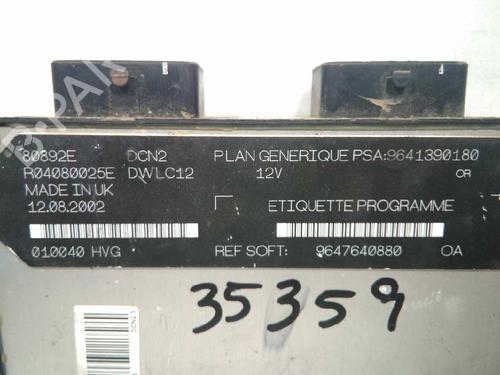 80892E DCN2 PLAN GENERIQUE PSA:9641390180
R04080025E DWLC12 12V OR
MADE IN UK
12.08.2002 ETIQUETTE PROGRAMME
010040 HVG REF SOFT: 9647640880 OA
35359